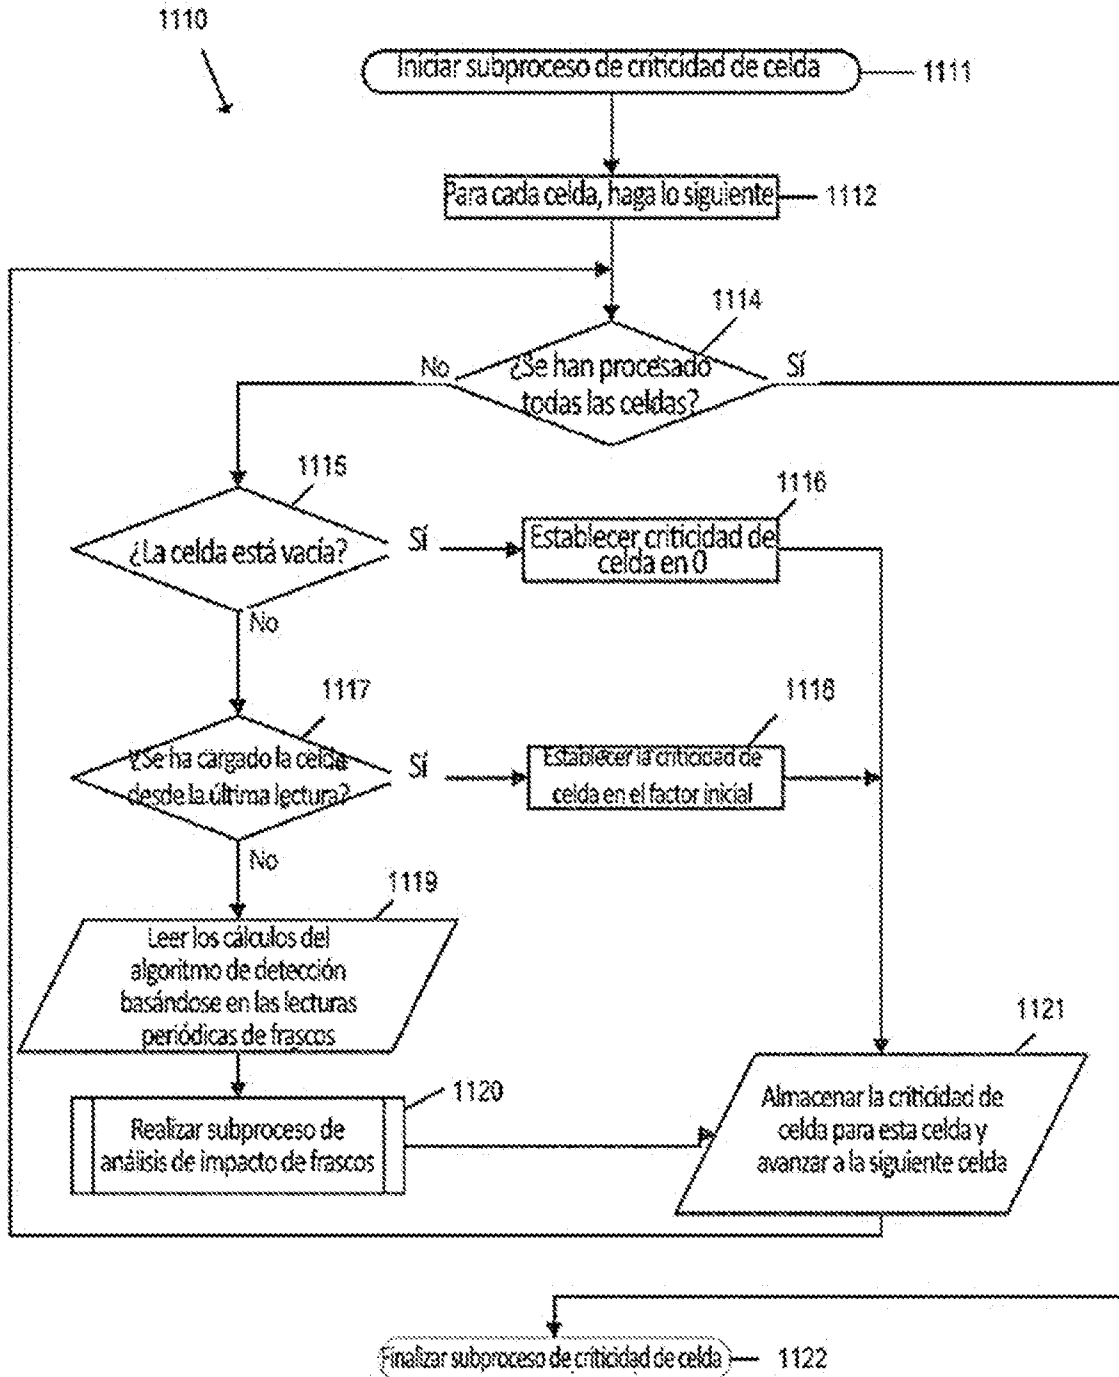 1110
Iniciar subproceso de criticidad de celda
1111
Para cada celda, haga lo siguiente
1112
1114
No
¿Se han procesado
todas las celdas?
Sí
1115
¿La celda está vacía?
Sí
No
1116
Establecer criticidad de
celda en 0
1117
¿Se ha cargado la celda
desde la última lectura?
Sí
No
1118
Establecer la criticidad de
celda en el factor inicial
1119
Leer los cálculos del
algoritmo de detección
basándose en las lecturas
periódicas de frascos
1120
Realizar subproceso de
análisis de impacto de frascos
1121
Almacenar la criticidad de
celda para esta celda y
avanzar a la siguiente celda
Finalizar subproceso de criticidad de celda
1122